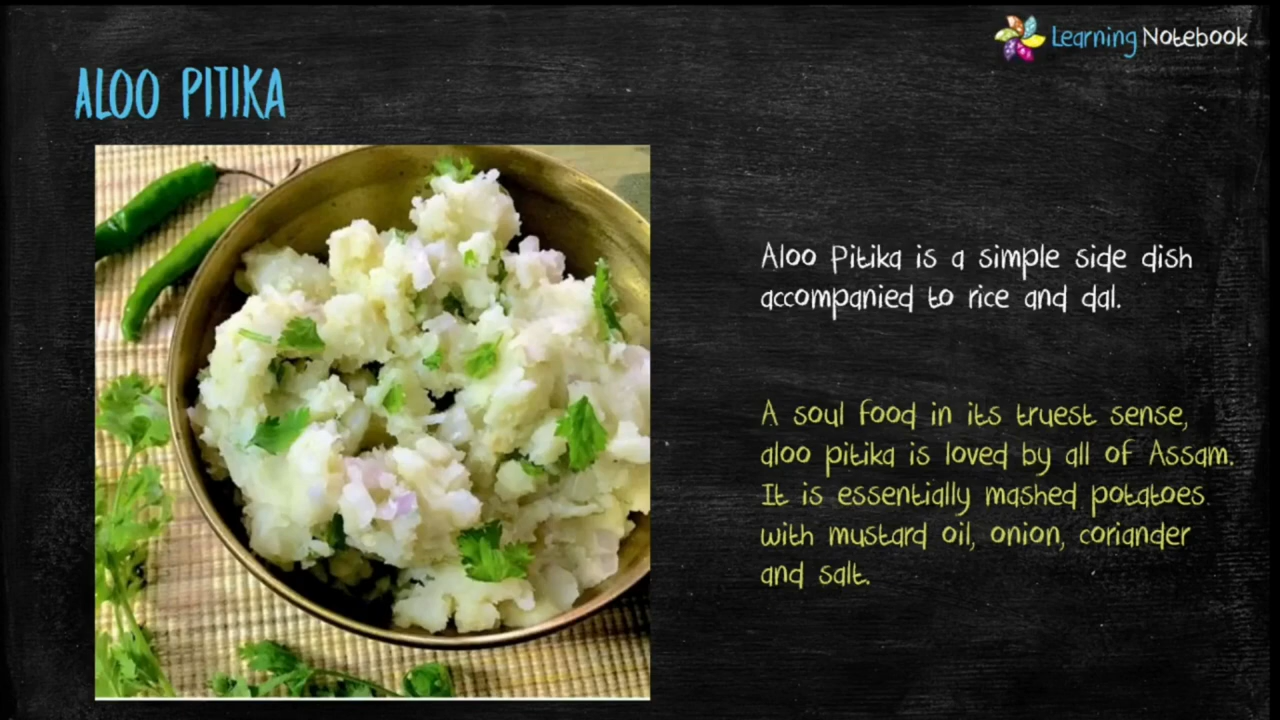 Learning Notebook
ALOO PITIKA
Aloo Pitika is a simple side dish
accompanied to rice and dal.
A soul food in its truest sense,
aloo pitika is loved by all of Assam.
It is essentially mashed potatoes
with mustard oil, onion, coriander
and salt.